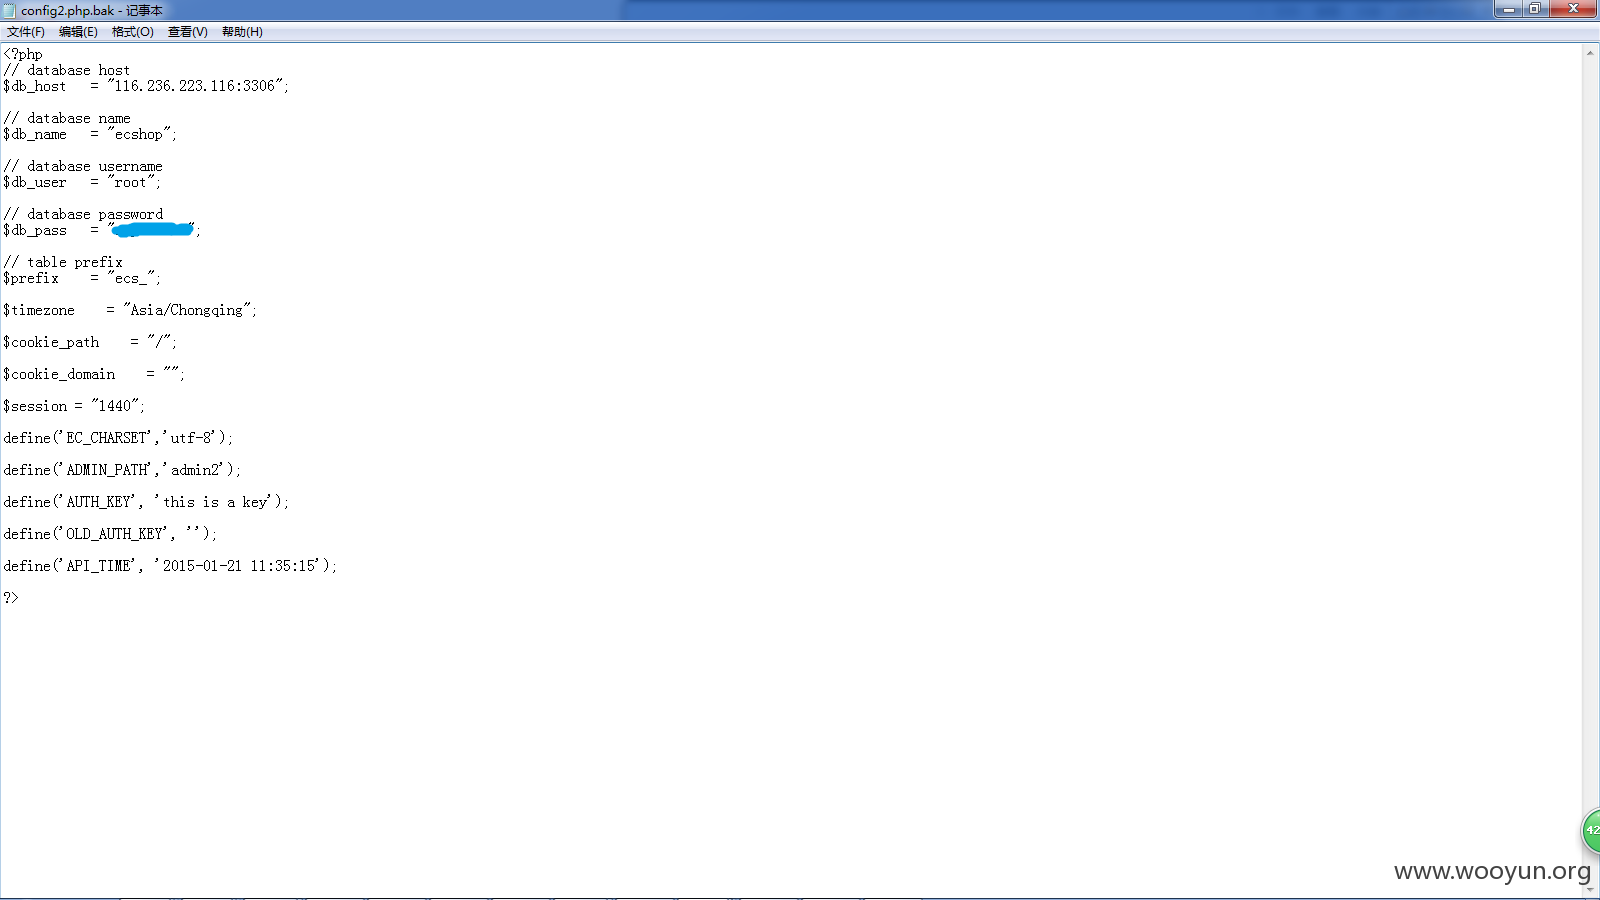 config2.php.bak - 记事本
文件(F) 编辑(E) 格式(O) 查看(V) 帮助(H)
<?php
// database host
$db_host   = "116.236.223.116:3306";
// database name
$db_name   = "ecshop";
// database username
$db_user   = "root";
// database password
$db_pass   = "";
// table prefix
$prefix    = "ecs_";
$timezone    = "Asia/Chongqing";
$cookie_path    = "/";
$cookie_domain    = "";
$session = "1440";
define('EC_CHARSET','utf-8');
define('ADMIN_PATH','admin2');
define('AUTH_KEY', 'this is a key');
define('OLD_AUTH_KEY', '');
define('API_TIME', '2015-01-21 11:35:15');
?>
42
www.wooyun.org